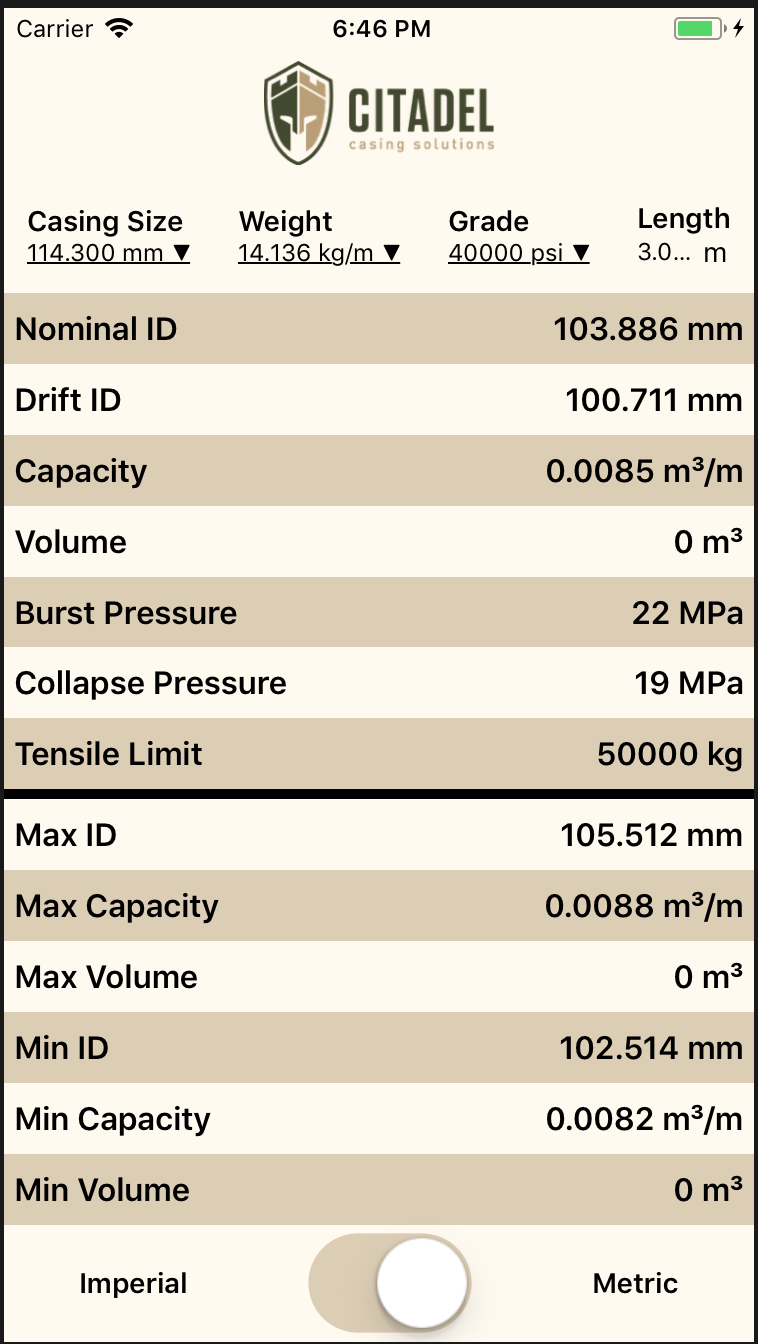 Carrier 6:46 PM
CITADEL
casing solutions
Casing Size Weight Grade Length
114.300 mm ▼ 14.136 kg/m ▼ 40000 psi ▼ 3.0... m
Nominal ID 103.886 mm
Drift ID 100.711 mm
Capacity 0.0085 m³/m
Volume 0 m³
Burst Pressure 22 MPa
Collapse Pressure 19 MPa
Tensile Limit 50000 kg
Max ID 105.512 mm
Max Capacity 0.0088 m³/m
Max Volume 0 m³
Min ID 102.514 mm
Min Capacity 0.0082 m³/m
Min Volume 0 m³
Imperial Metric